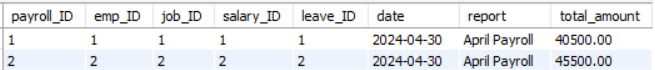 payroll_ID emp_ID job_ID salary_ID leave_ID date report total_amount
1 1 1 1 1 2024-04-30 April Payroll 40500.00
2 2 2 2 2 2024-04-30 April Payroll 45500.00